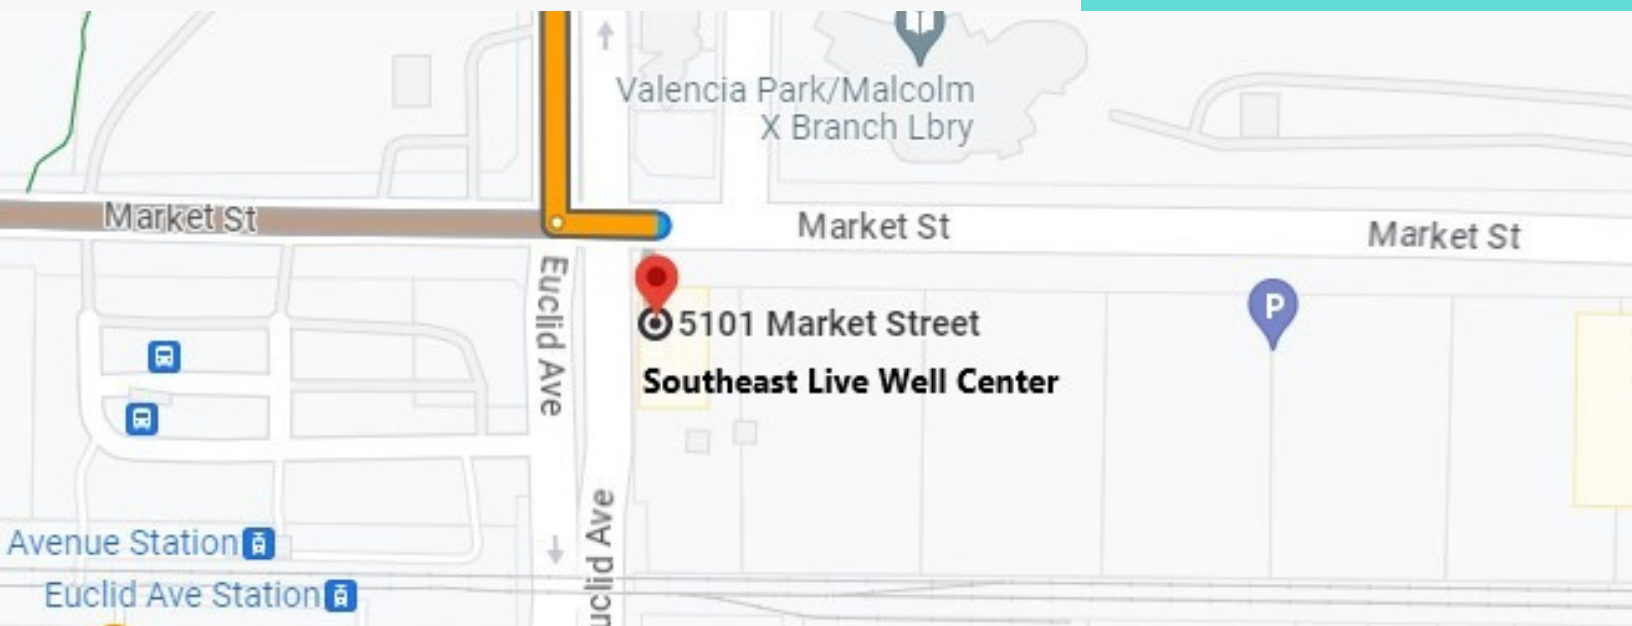 Valencia Park/Malcolm
X Branch Lbry
Market St
Market St
Market St
Euclid Ave
P
5101 Market Street
Southeast Live Well Center
Avenue Station
Euclid Ave Station
uclid Ave